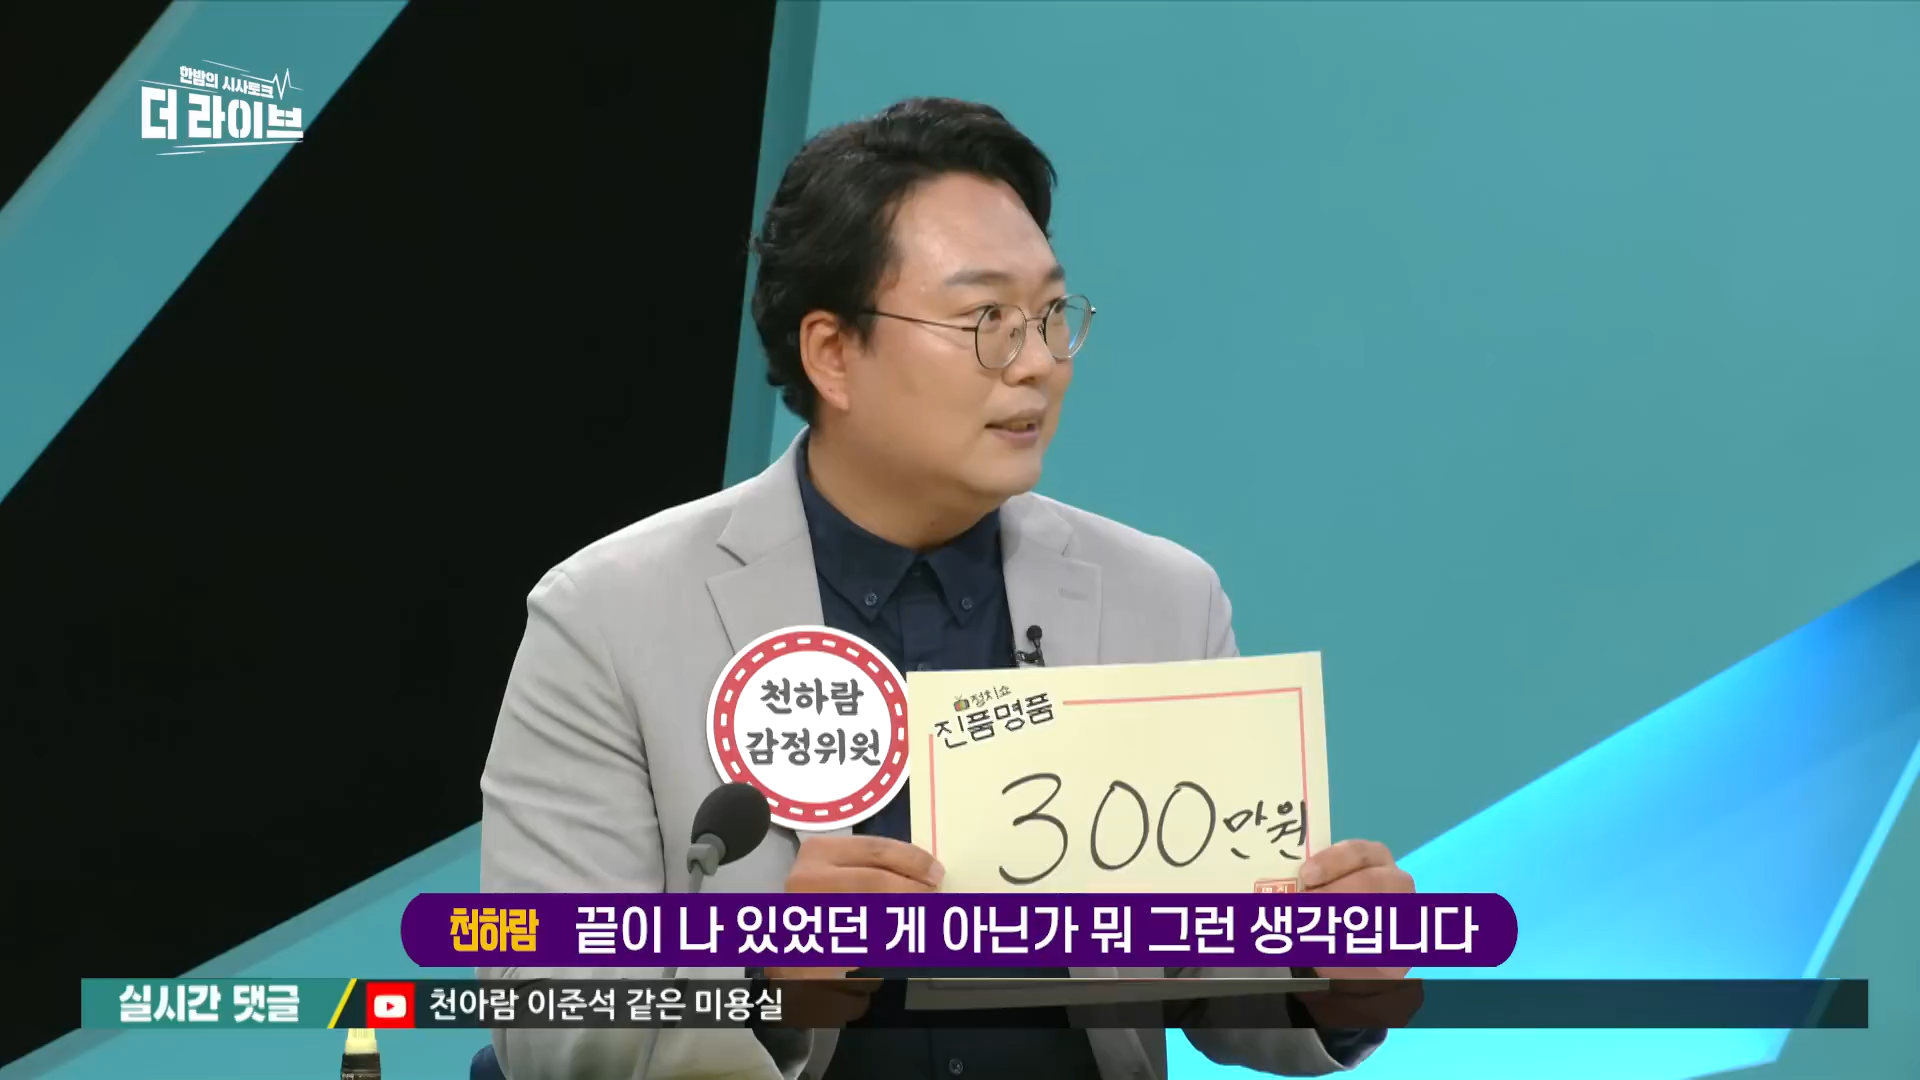 한밤의 시사토크
더 라이브
천하람
감정위원
정치쇼
진품명품
300만원
천하람 끝이 나 있었던 게 아닌가 뭐 그런 생각입니다
실시간 댓글 천아람 이준석 같은 미용실